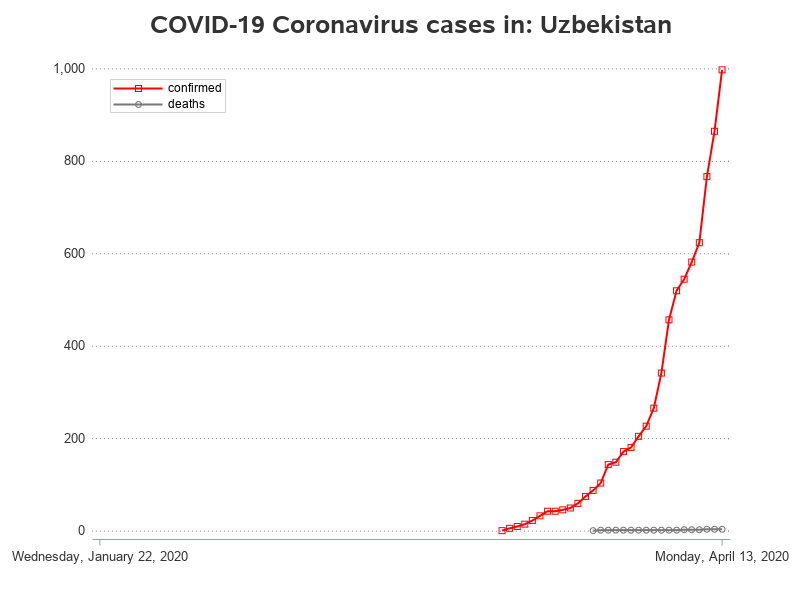 COVID-19 Coronavirus cases in: Uzbekistan
1,000
confirmed
deaths
800
600
400
200
0
Wednesday, January 22, 2020
Monday, April 13, 2020